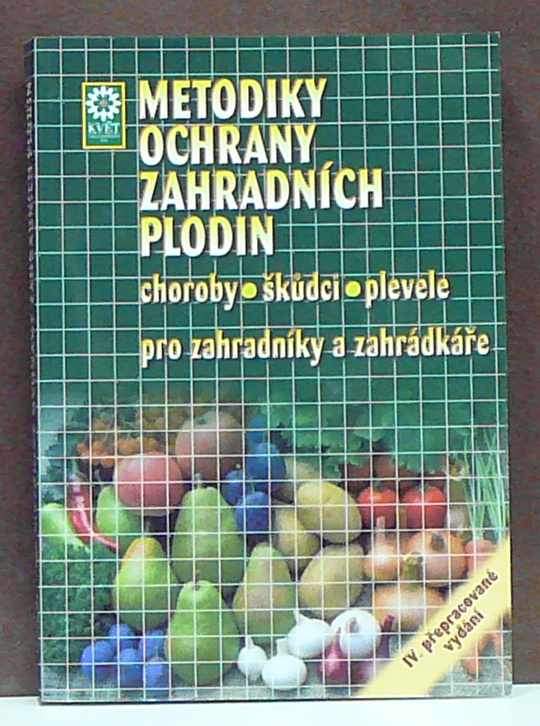 KVĚT
METODIKY
OCHRANY
ZAHRADNÍCH
PLODIN
choroby • škůdci • plevele
pro zahradníky a zahrádkáře
IV. přepracované
vydání